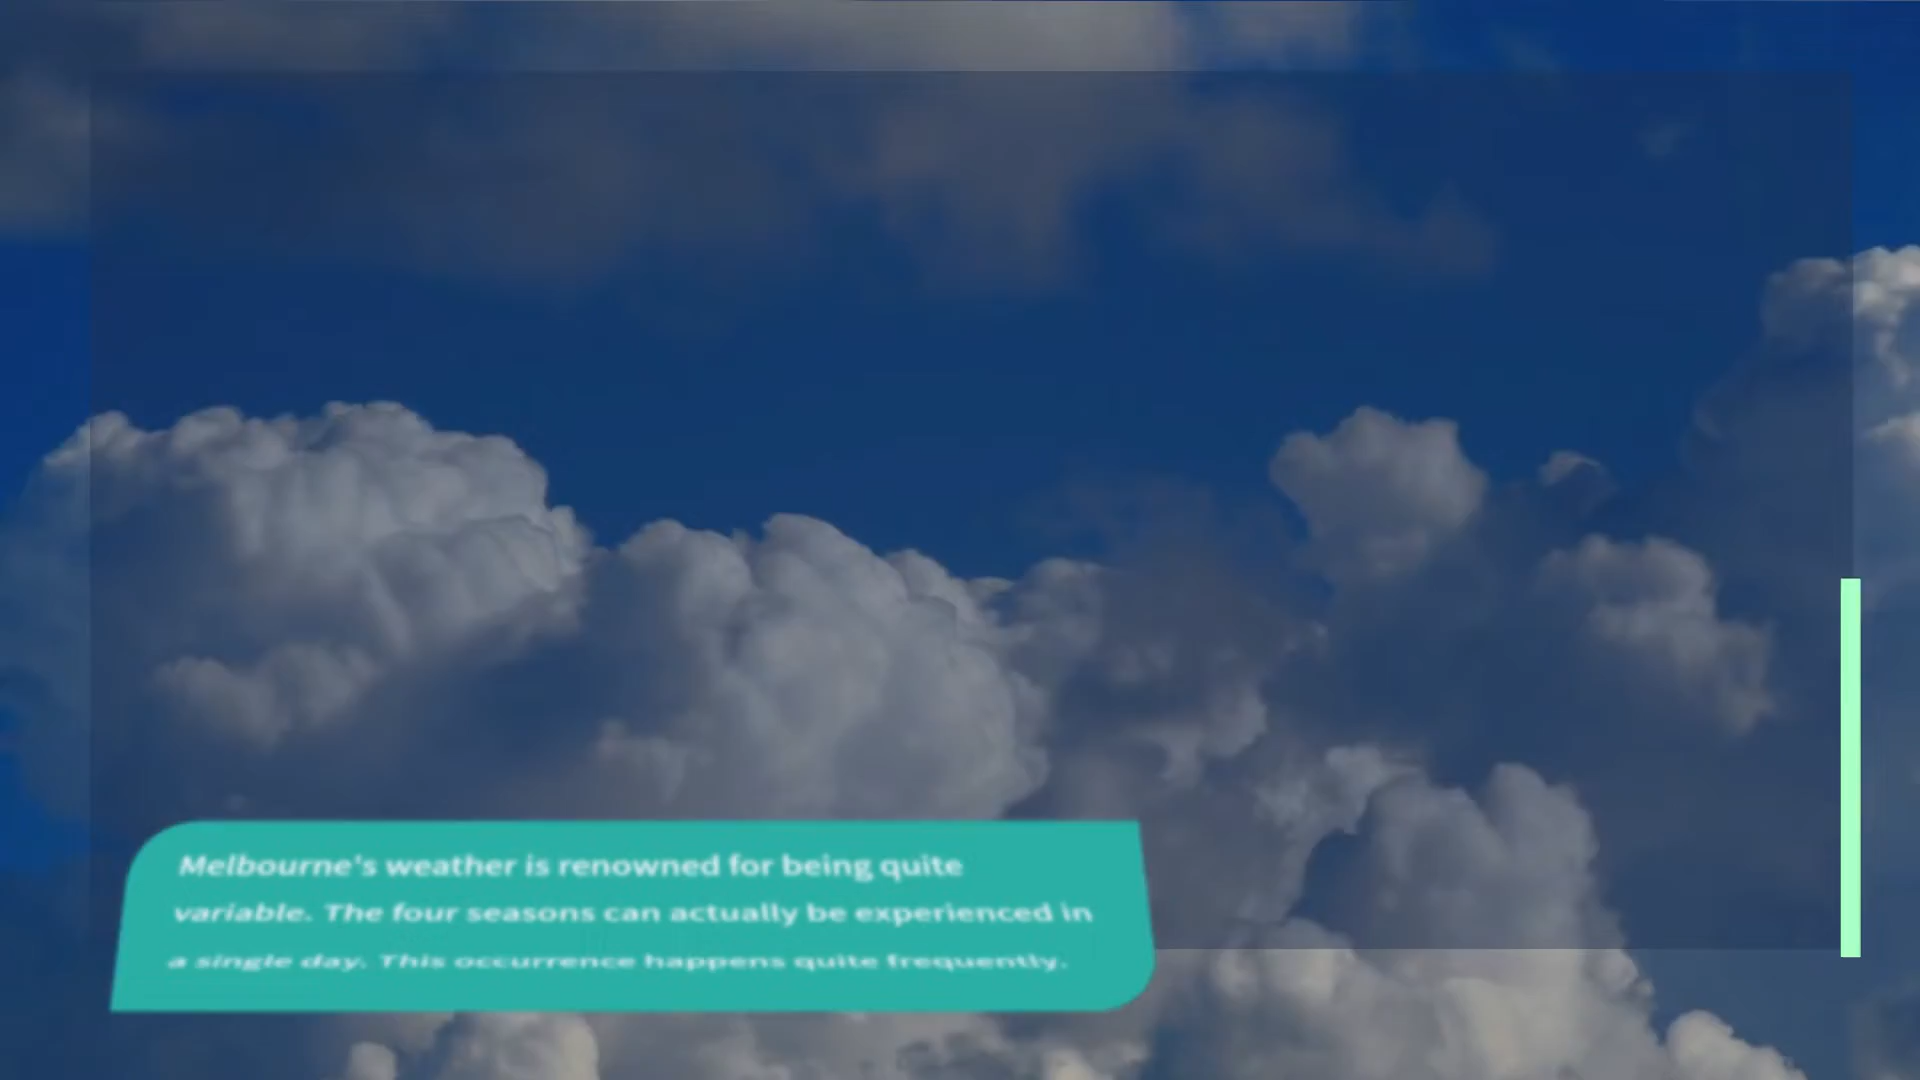 Melbourne's weather is renowned for being quite
variable. The four seasons can actually be experienced in
a single day. This occurrence happens quite frequently.